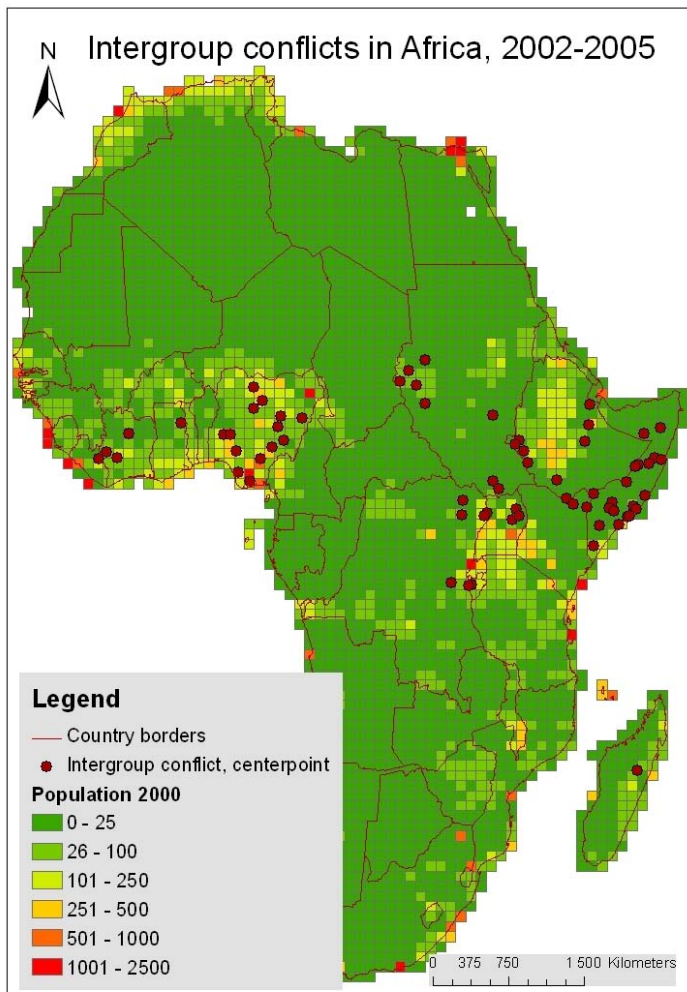 Intergroup conflicts in Africa, 2002-2005
N
Legend
Country borders
Intergroup conflict, centerpoint
Population 2000
0 - 25
26 - 100
101 - 250
251 - 500
501 - 1000
1001 - 2500
0 375 750 1 500 Kilometers